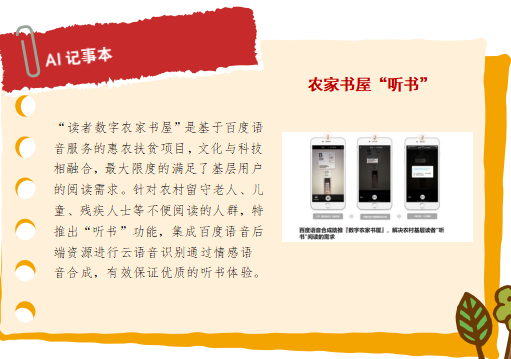 AI 记事本
“读者数字农家书屋”是基于百度语
音服务的惠农扶贫项目，文化与科技
相融合，最大限度的满足了基层用户
的阅读需求。针对农村留守老人、儿
童、残疾人士等不便阅读的人群，特
推出“听书”功能，集成百度语音后
端资源进行云语音识别通过情感语
音合成，有效保证优质的听书体验。
农家书屋“听书”
1
2
3
百度语音合成助推『数字农家书屋』，解决农村基层读者“听
书”阅读的需求